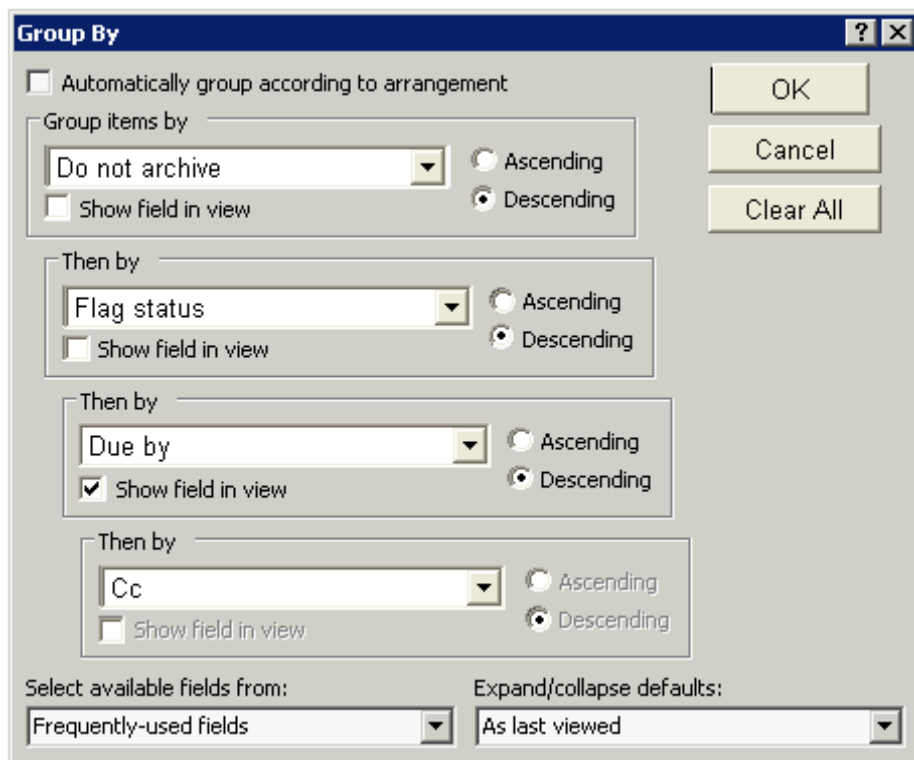 Group By
Automatically group according to arrangement
OK
Group items by
Do not archive
Ascending
Cancel
Show field in view
Descending
Clear All
Then by
Flag status
Ascending
Show field in view
Descending
Then by
Due by
Ascending
Show field in view
Descending
Then by
Cc
Ascending
Show field in view
Descending
Select available fields from:
Expand/collapse defaults:
Frequently-used fields
As last viewed